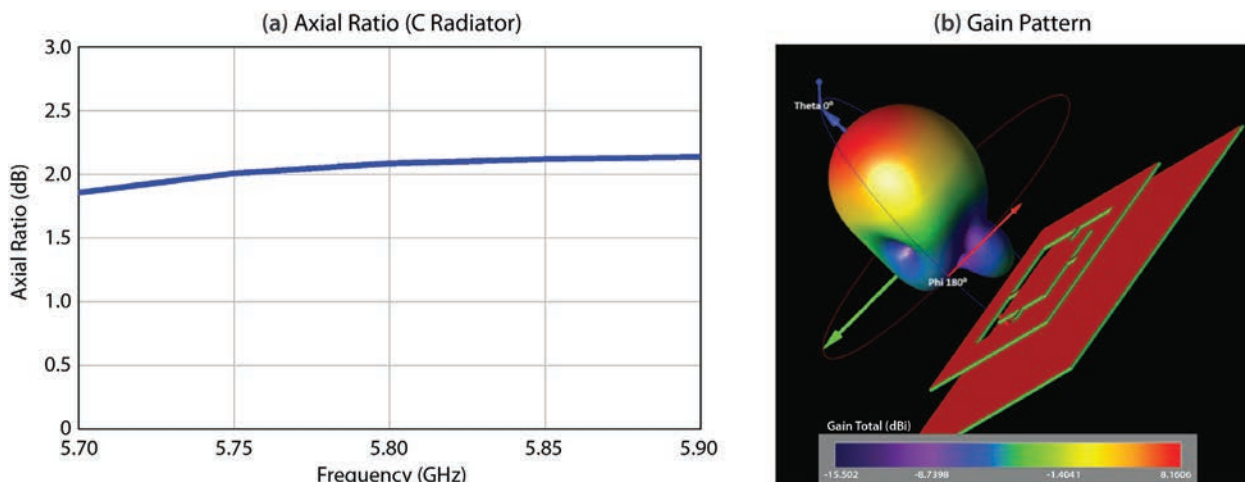 (a) Axial Ratio (C Radiator)
3.0
2.5
2.0
1.5
1.0
0.5
0
Axial Ratio (dB)
5.70 5.75 5.80 5.85 5.90
Frequency (GHz)
(b) Gain Pattern
Theta 0°
Phi 180°
Gain Total (dBi)
-15.502 -8.7398 -1.4041 8.1606